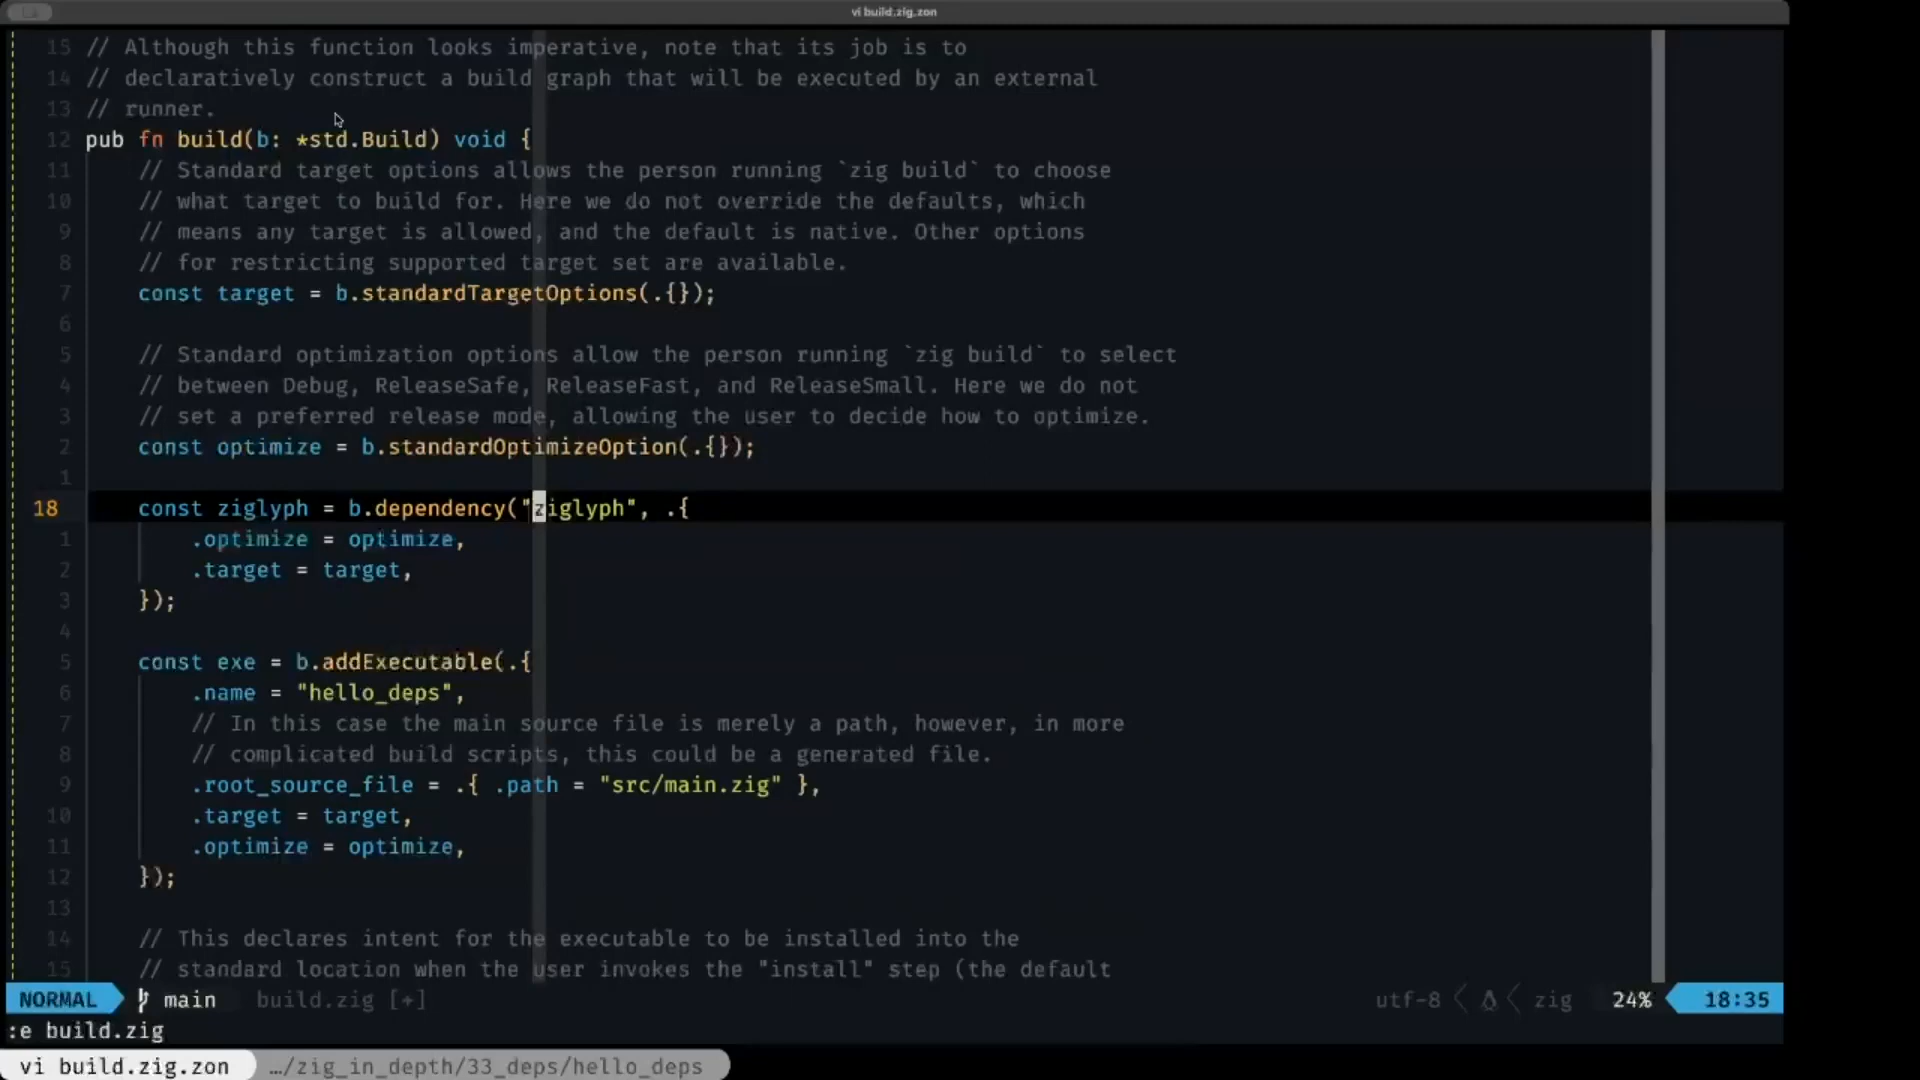 vi build.zig.zon
15 // Although this function looks imperative, note that its job is to
14 // declaratively construct a build graph that will be executed by an external
13 // runner.
12 pub fn build(b: *std.Build) void {
11     // Standard target options allows the person running `zig build` to choose
10     // what target to build for. Here we do not override the defaults, which
9     // means any target is allowed, and the default is native. Other options
8     // for restricting supported target set are available.
7     const target = b.standardTargetOptions(.{});
6
5     // Standard optimization options allow the person running `zig build` to select
4     // between Debug, ReleaseSafe, ReleaseFast, and ReleaseSmall. Here we do not
3     // set a preferred release mode, allowing the user to decide how to optimize.
2     const optimize = b.standardOptimizeOption(.{});
1
18     const ziglyph = b.dependency("ziglyph", .{
1         .optimize = optimize,
2         .target = target,
3     });
4
5     const exe = b.addExecutable(.{
6         .name = "hello_deps",
7         // In this case the main source file is merely a path, however, in more
8         // complicated build scripts, this could be a generated file.
9         .root_source_file = .{ .path = "src/main.zig" },
10         .target = target,
11         .optimize = optimize,
12     });
13
14     // This declares intent for the executable to be installed into the
15     // standard location when the user invokes the "install" step (the default
NORMAL main build.zig [+] utf-8 zig 24% 18:35
:e build.zig
vi build.zig.zon …/zig_in_depth/33_deps/hello_deps